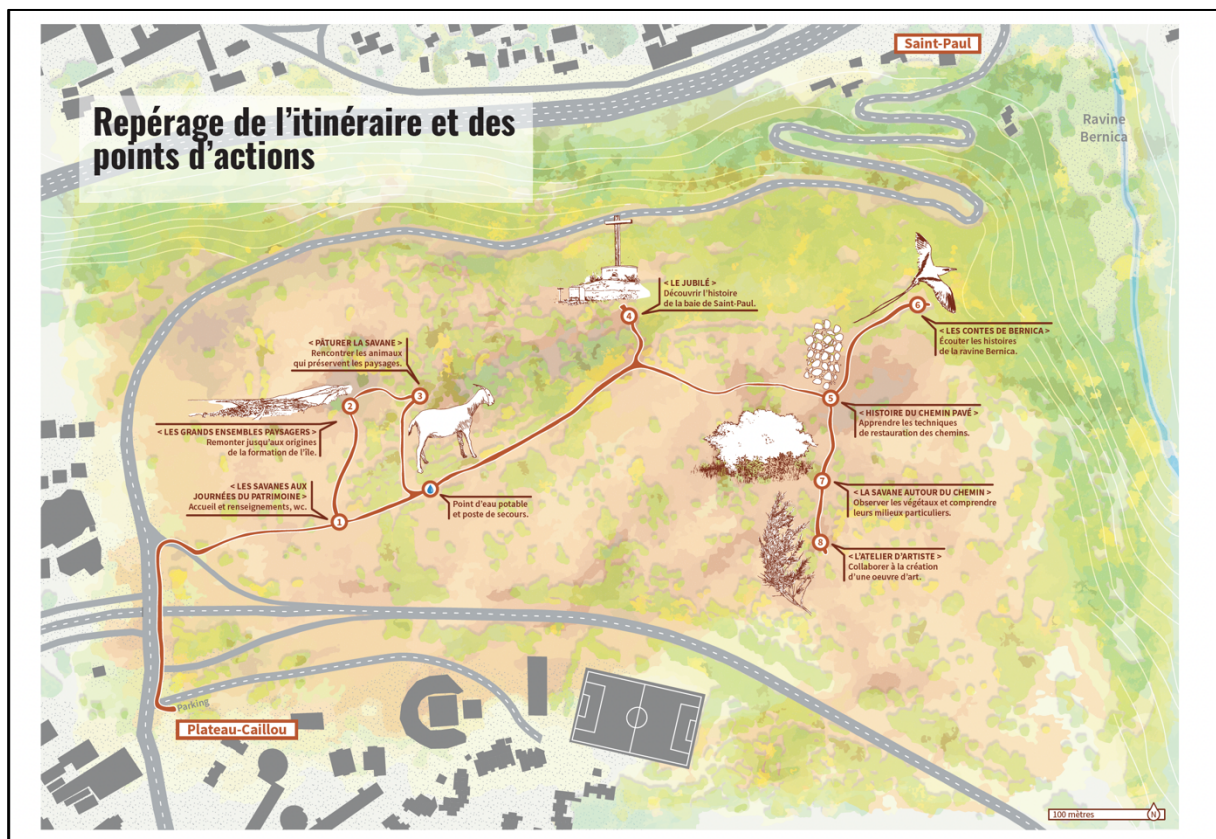 Saint-Paul
Repérage de l'itinéraire et des
points d'actions
Ravine
Bernica
< LE JUBILÉ >
Découvrir l'histoire
de la baie de Saint-Paul.
4
6
< LES CONTES DE BERNICA >
Écouter les histoires
de la ravine Bernica.
< PÂTURER LA SAVANE >
Rencontrer les animaux
qui préservent les paysages.
3
2
< LES GRANDS ENSEMBLES PAYSAGERS >
Remonter jusqu'aux origines
de la formation de l'île.
5
< HISTOIRE DU CHEMIN PAVÉ >
Apprendre les techniques
de restauration des chemins.
< LES SAVANES AUX
JOURNÉES DU PATRIMOINE >
Accueil et renseignements, wc.
1
Point d'eau potable
et poste de secours.
7
< LA SAVANE AUTOUR DU CHEMIN >
Observer les végétaux et comprendre
leurs milieux particuliers.
8
< L'ATELIER D'ARTISTE >
Collaborer à la création
d'une oeuvre d'art.
Parking
Plateau-Caillou
100 mètres
N